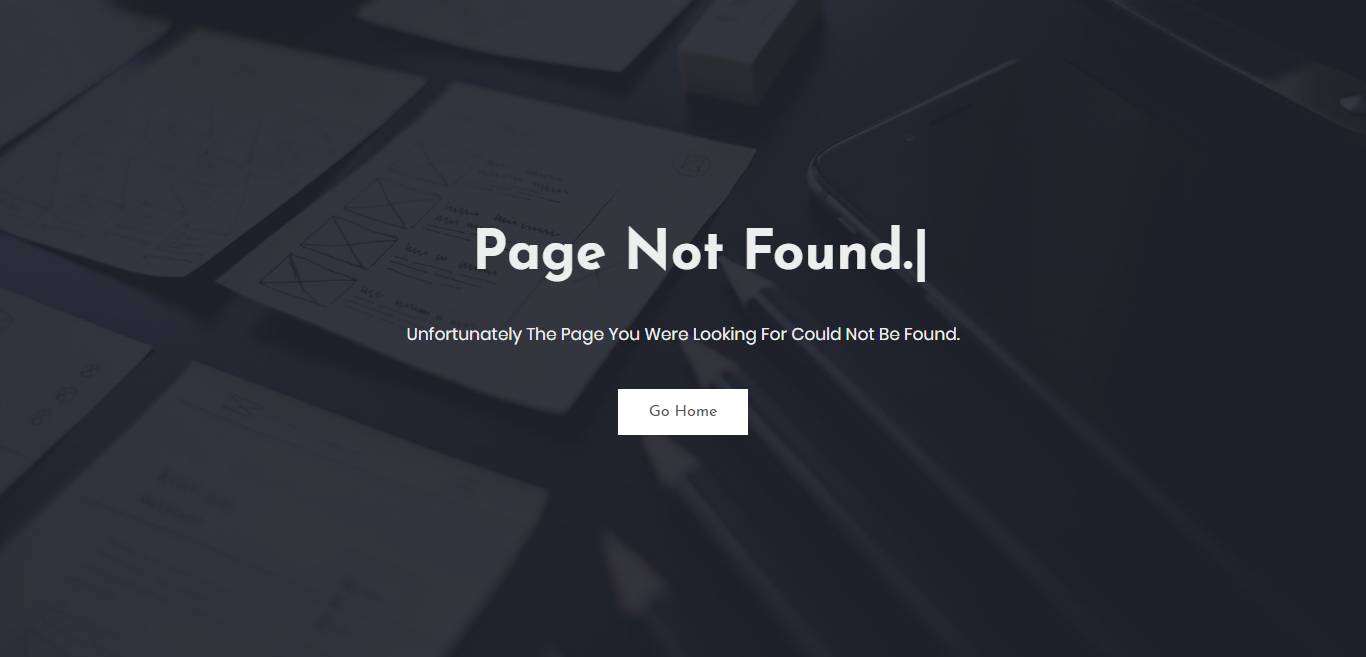 Page Not Found.|
Unfortunately The Page You Were Looking For Could Not Be Found.
Go Home